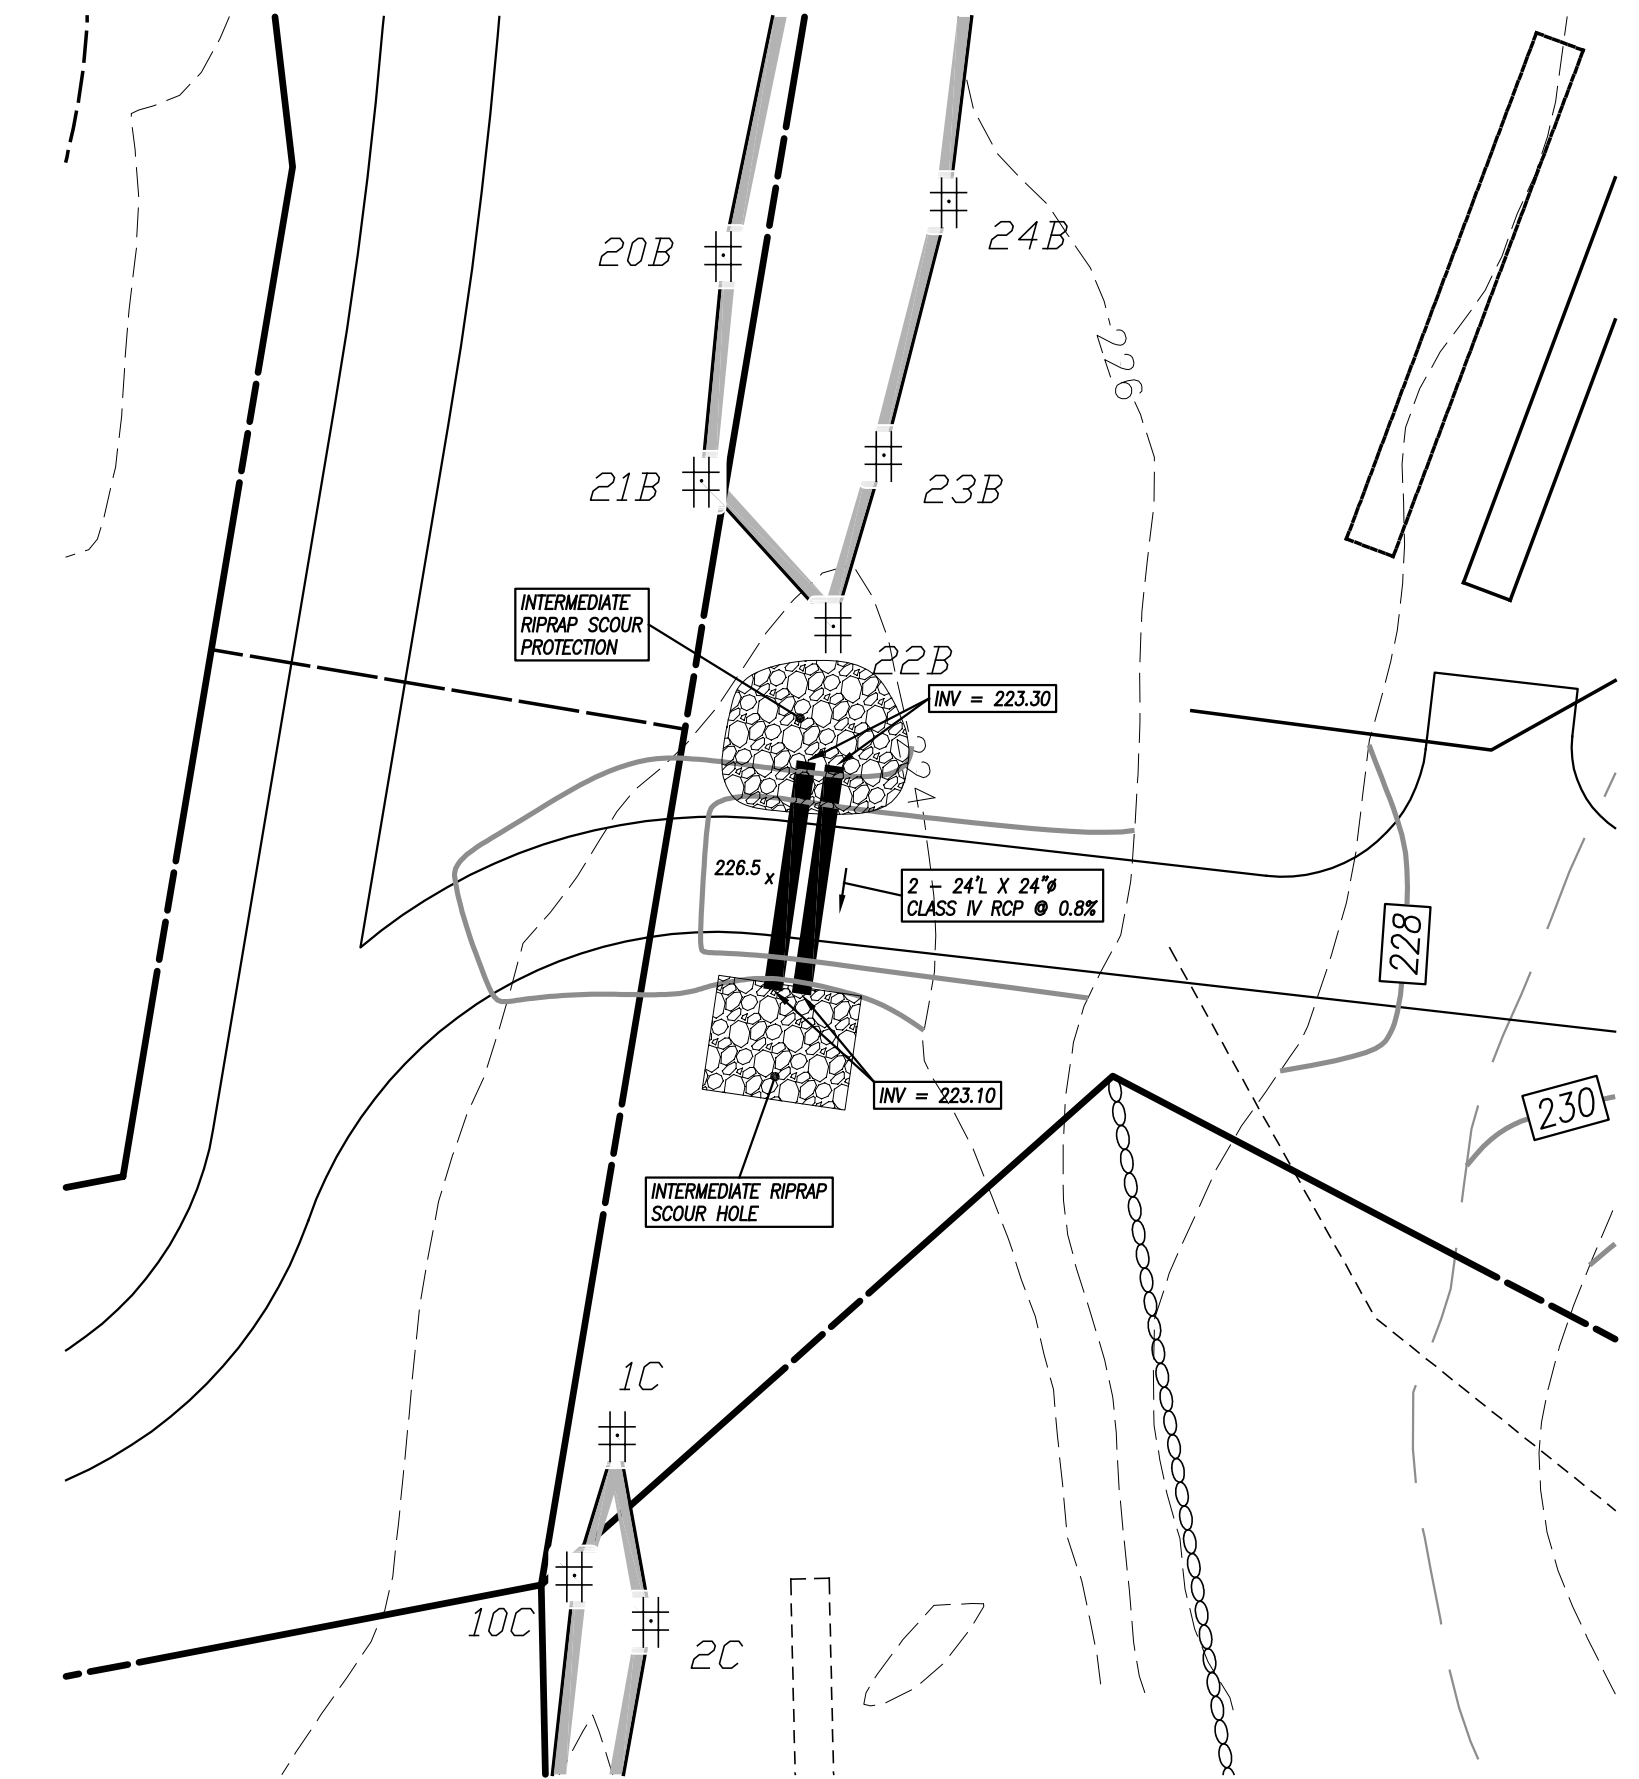 20B
24B
226
21B
23B
INTERMEDIATE
RIPRAP SCOUR
PROTECTION
22B
INV = 223.30
224
226.5 x
2 - 24'L X 24"ø
CLASS IV RCP @ 0.8%
228
INV = 223.10
230
INTERMEDIATE RIPRAP
SCOUR HOLE
1C
10C
2C